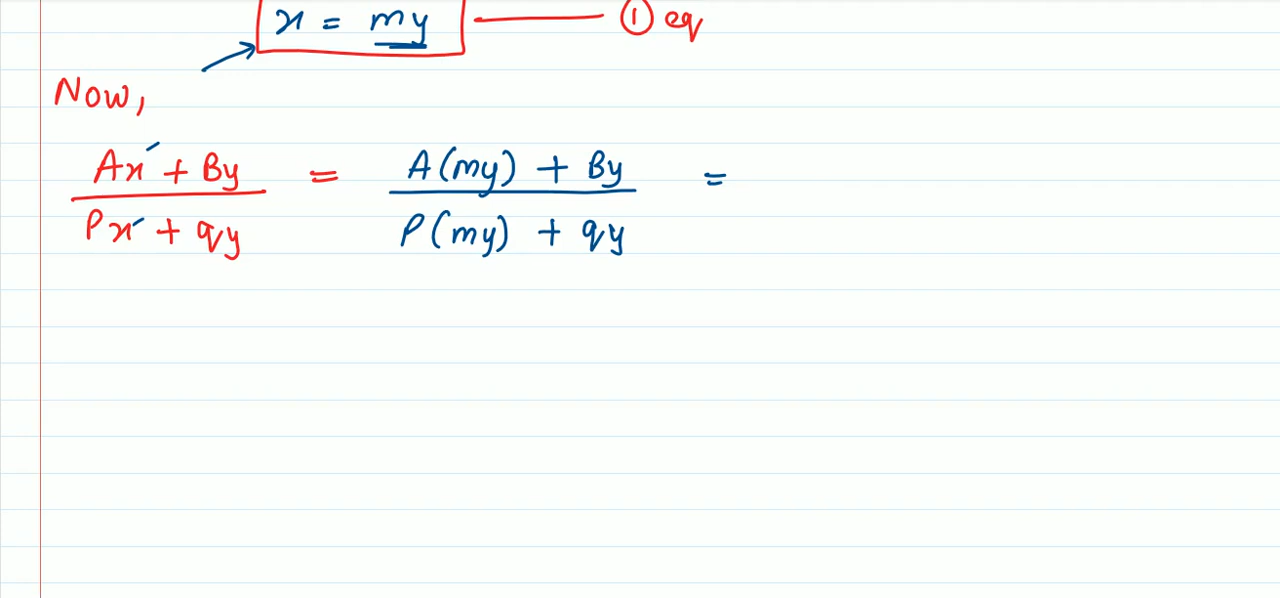 x = my ——— ① eq
Now,
Ax + By / Px + qy = A(my) + By / P(my) + qy =